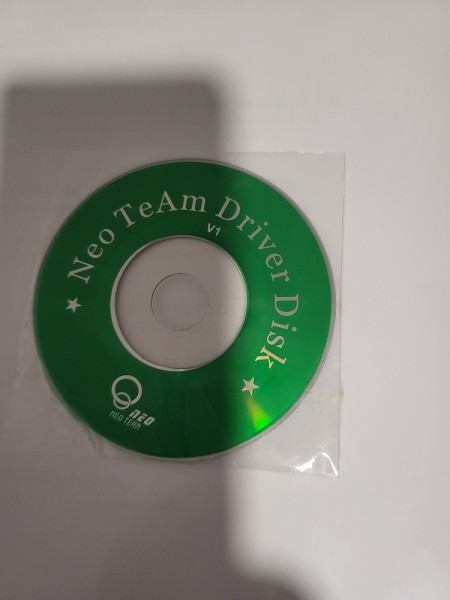 ★ Neo TeAm Driver Disk ★
V1
NEO
NEO TEAM